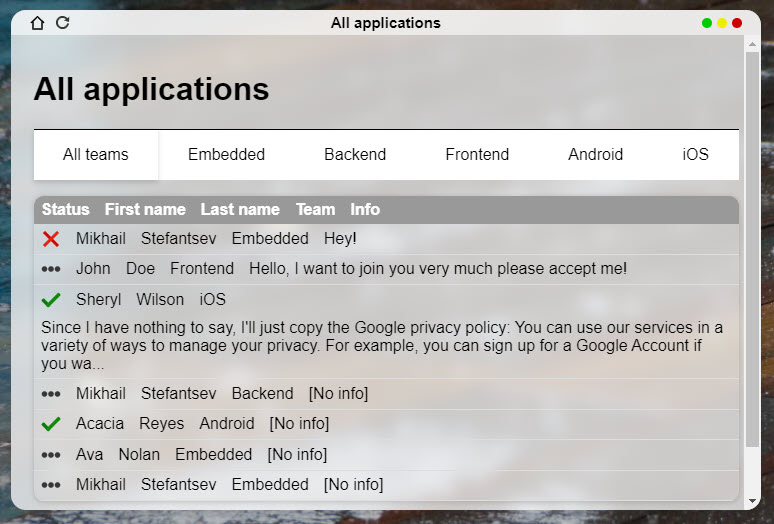 All applications
All applications
All teams Embedded Backend Frontend Android iOS
Status First name Last name Team Info
Mikhail Stefantsev Embedded Hey!
John Doe Frontend Hello, I want to join you very much please accept me!
Sheryl Wilson iOS
Since I have nothing to say, I'll just copy the Google privacy policy: You can use our services in a
variety of ways to manage your privacy. For example, you can sign up for a Google Account if
you wa...
Mikhail Stefantsev Backend [No info]
Acacia Reyes Android [No info]
Ava Nolan Embedded [No info]
Mikhail Stefantsev Embedded [No info]